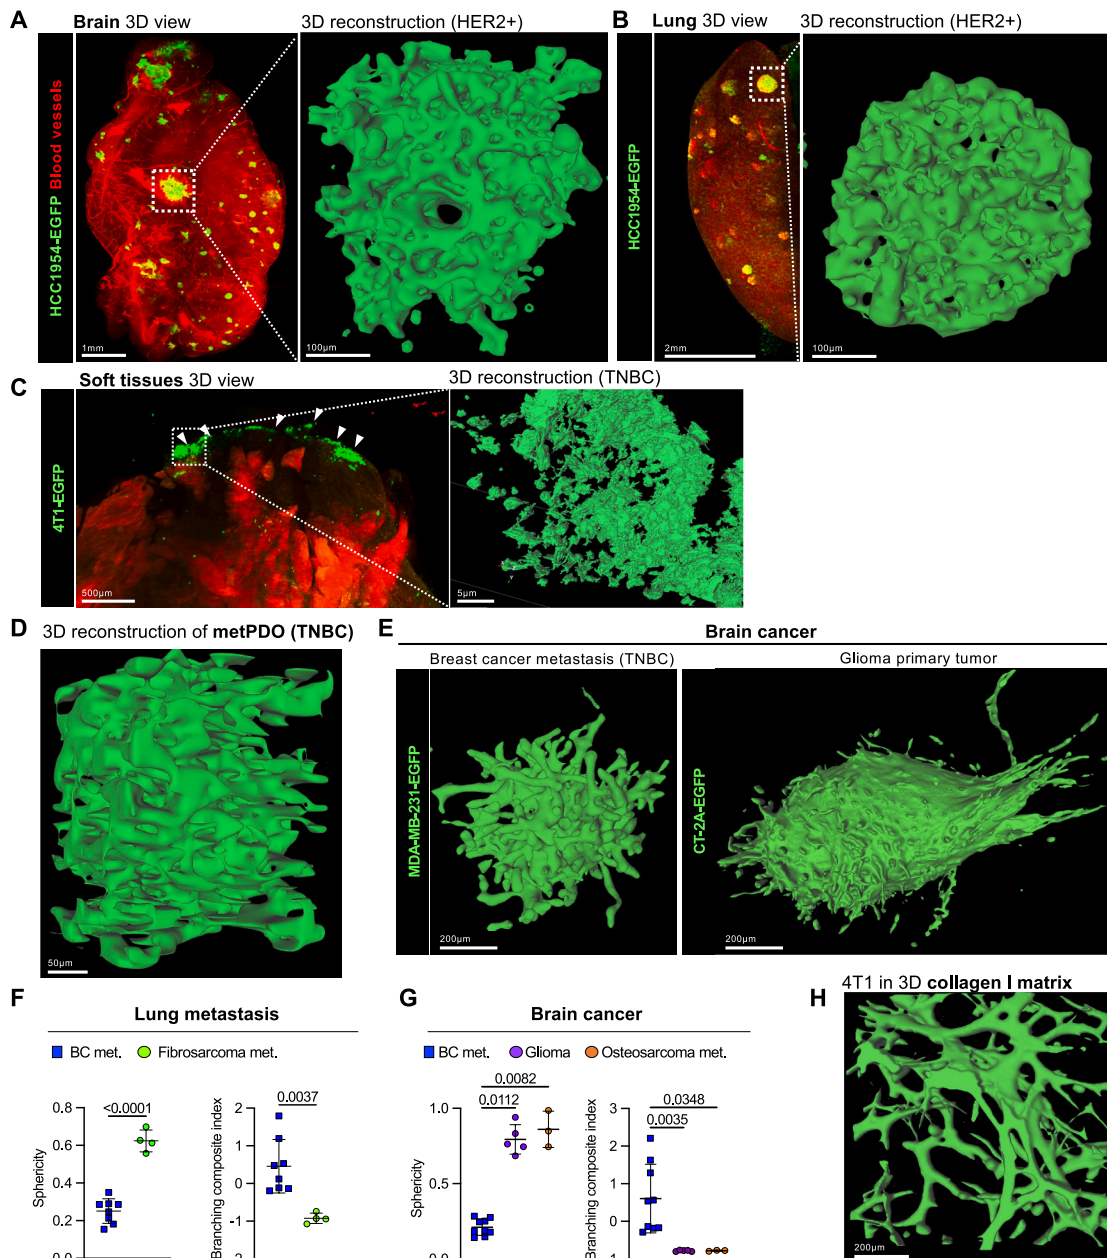 A
Brain 3D view
3D reconstruction (HER2+)
HCC1954-EGFP Blood vessels
1mm
100µm
B
Lung 3D view
3D reconstruction (HER2+)
HCC1954-EGFP
2mm
100µm
C
Soft tissues 3D view
3D reconstruction (TNBC)
4T1-EGFP
500µm
5µm
D
3D reconstruction of metPDO (TNBC)
50µm
E
Brain cancer
Breast cancer metastasis (TNBC)
Glioma primary tumor
MDA-MB-231-EGFP
200µm
CT-2A-EGFP
200µm
F
Lung metastasis
BC met.
Fibrosarcoma met.
Sphericity
0.8
0.6
0.4
0.2
0.0
<0.0001
Branching composite index
2
1
0
-1
-2
0.0037
G
Brain cancer
BC met.
Glioma
Osteosarcoma met.
Sphericity
1.0
0.5
0.0
0.0082
0.0112
Branching composite index
3
2
1
0
-1
0.0348
0.0035
H
4T1 in 3D collagen I matrix
200µm